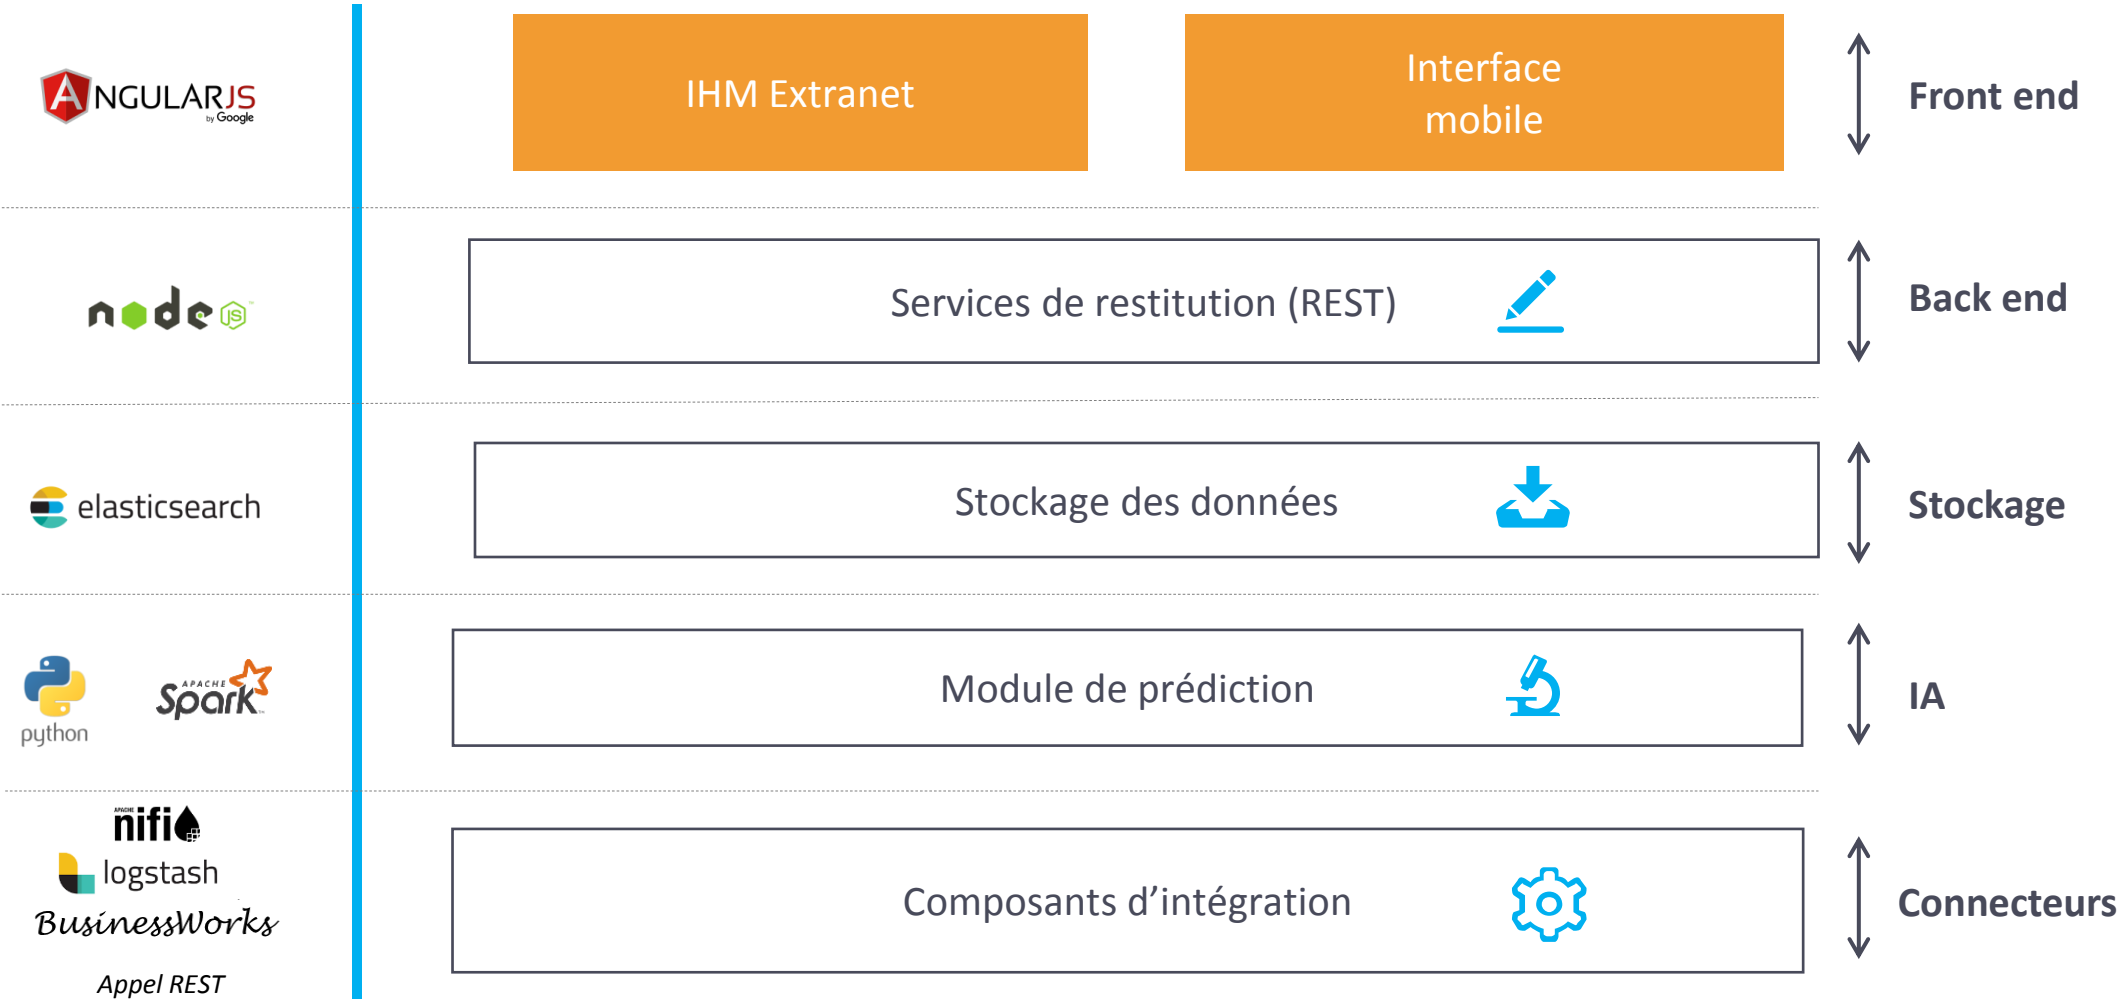 ANGULARJS
by Google
IHM Extranet
Interface
mobile
Front end
node
JS
Services de restitution (REST)
Back end
elasticsearch
Stockage des données
Stockage
python
APACHE
Spark
Module de prédiction
IA
APACHE
nifi
logstash
BusinessWorks
Appel REST
Composants d’intégration
Connecteurs